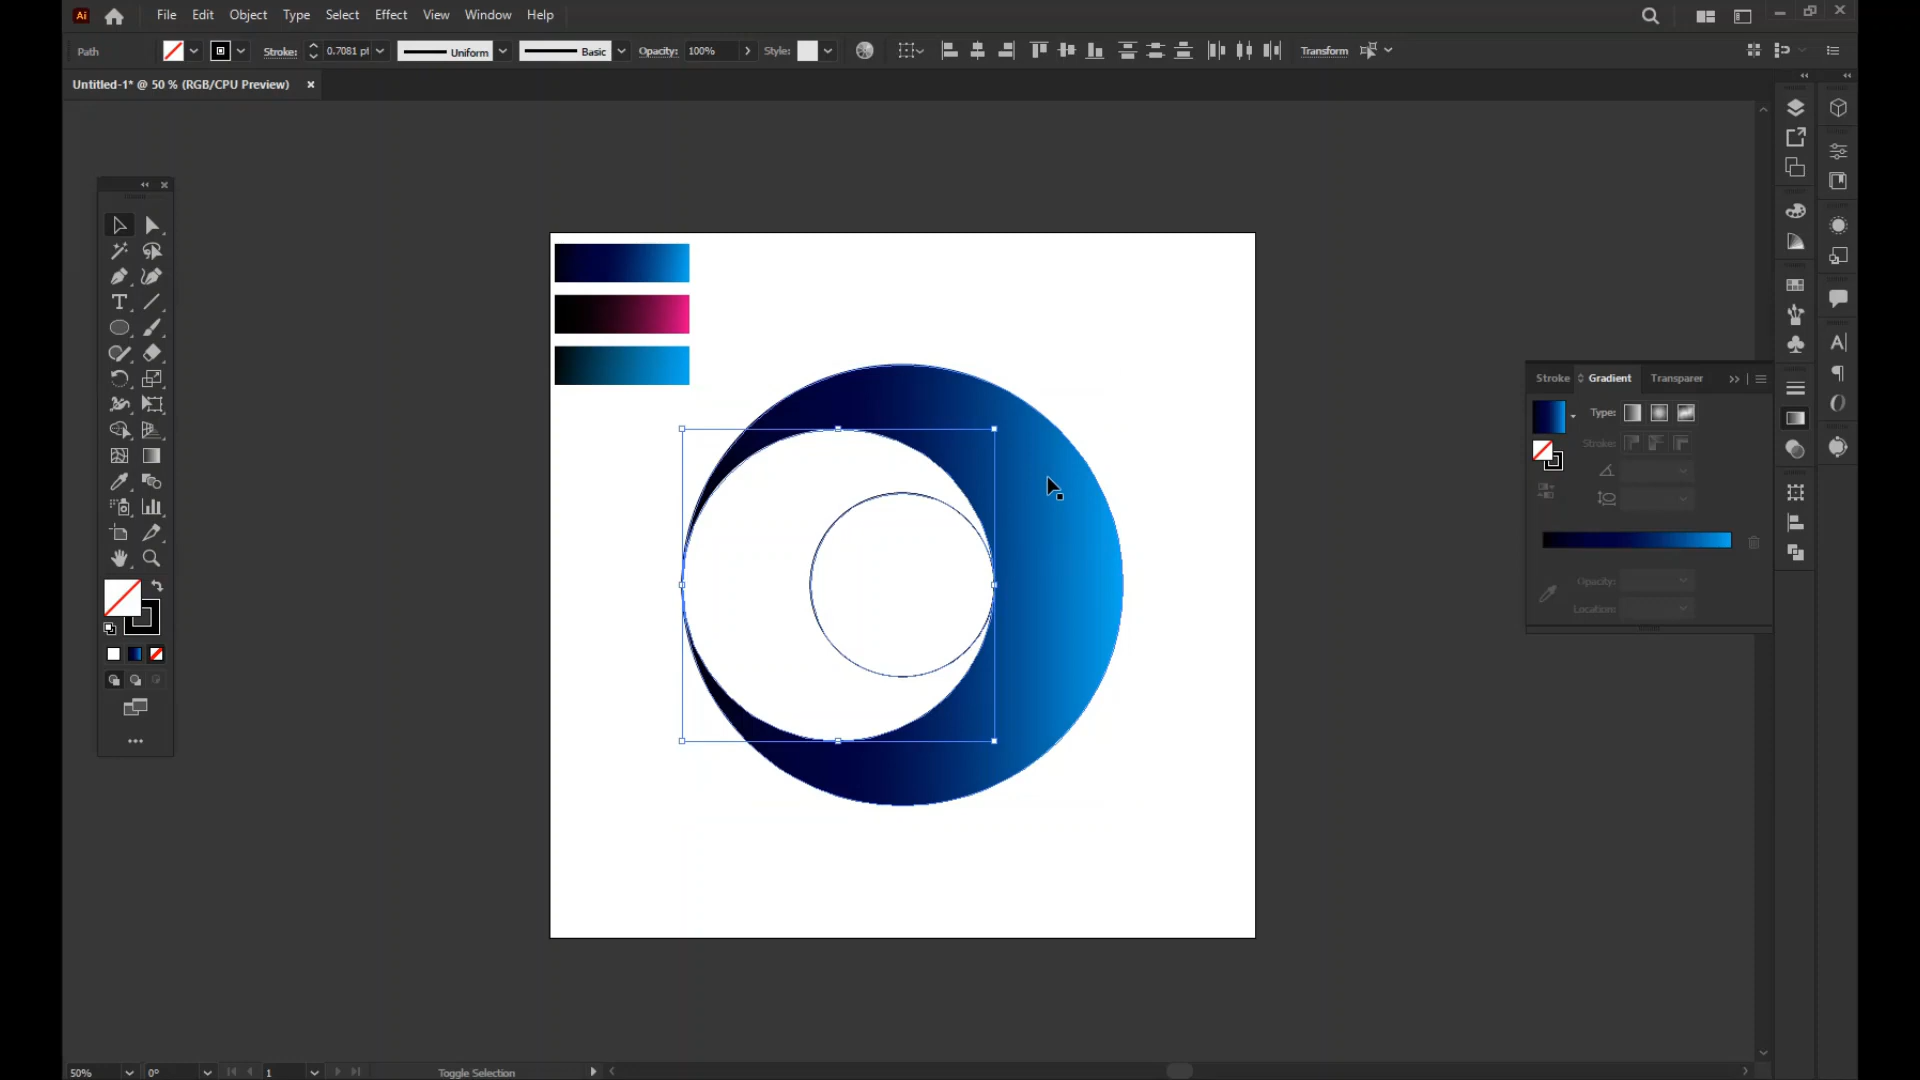 Ai File Edit Object Type Select Effect View Window Help
Path Stroke: 0.7081 pt Uniform Basic Opacity: 100% Style: Transform
Untitled-1* @ 50 % (RGB/CPU Preview)
Stroke Gradient Transparer
Type:
Stroke:
Opacity:
Location:
50% 0° 1 Toggle Selection